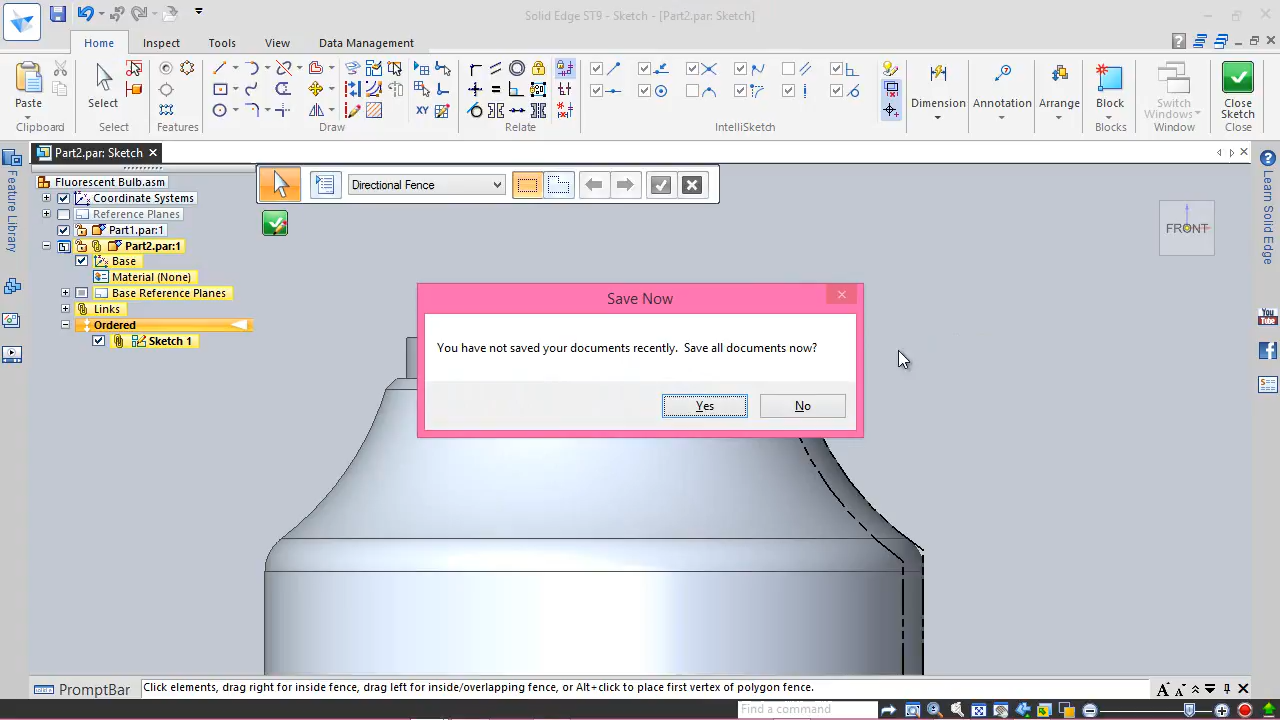 Solid Edge ST9 - Sketch - [Part2.par: Sketch]
Home
Inspect
Tools
View
Data Management
Paste
Select
Dimension
Annotation
Arrange
Block
Switch
Windows
Close
Sketch
Clipboard
Select
Features
Draw
Relate
IntelliSketch
Blocks
Window
Close
Part2.par: Sketch
Feature Library
Fluorescent Bulb.asm
Coordinate Systems
Reference Planes
Part1.par:1
Part2.par:1
Base
Material (None)
Base Reference Planes
Links
Ordered
Sketch 1
Directional Fence
FRONT
Learn Solid Edge
You
Tube
Save Now
You have not saved your documents recently.  Save all documents now?
Yes
No
PromptBar
Click elements, drag right for inside fence, drag left for inside/overlapping fence, or Alt+click to place first vertex of polygon fence.
Find a command